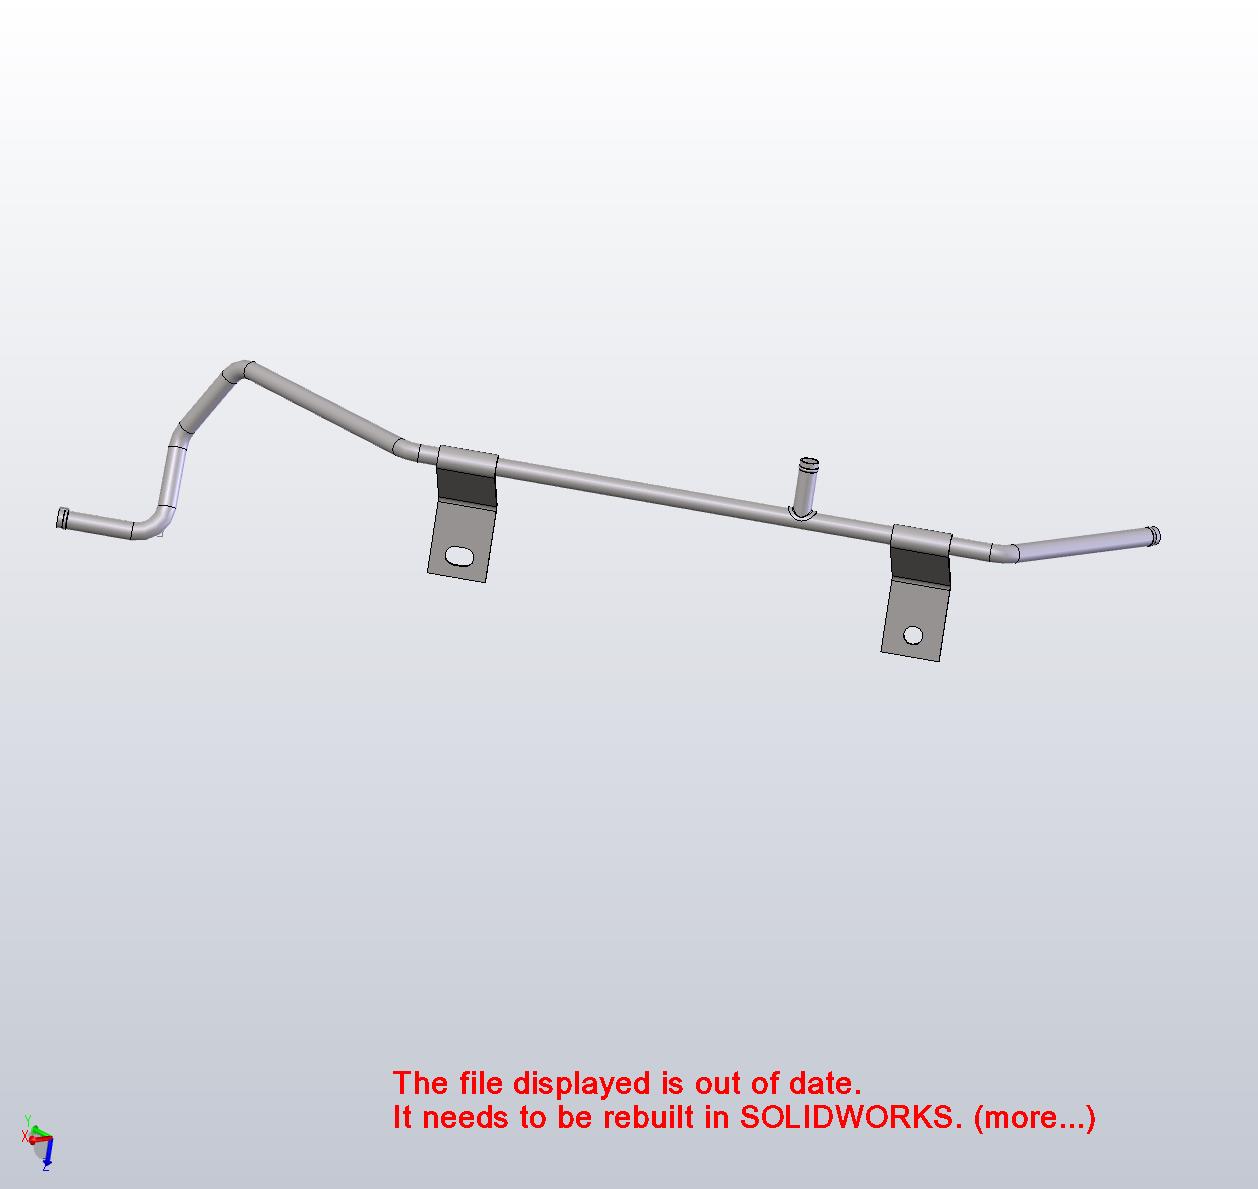 The file displayed is out of date.
It needs to be rebuilt in SOLIDWORKS. (more...)
Y
X
Z